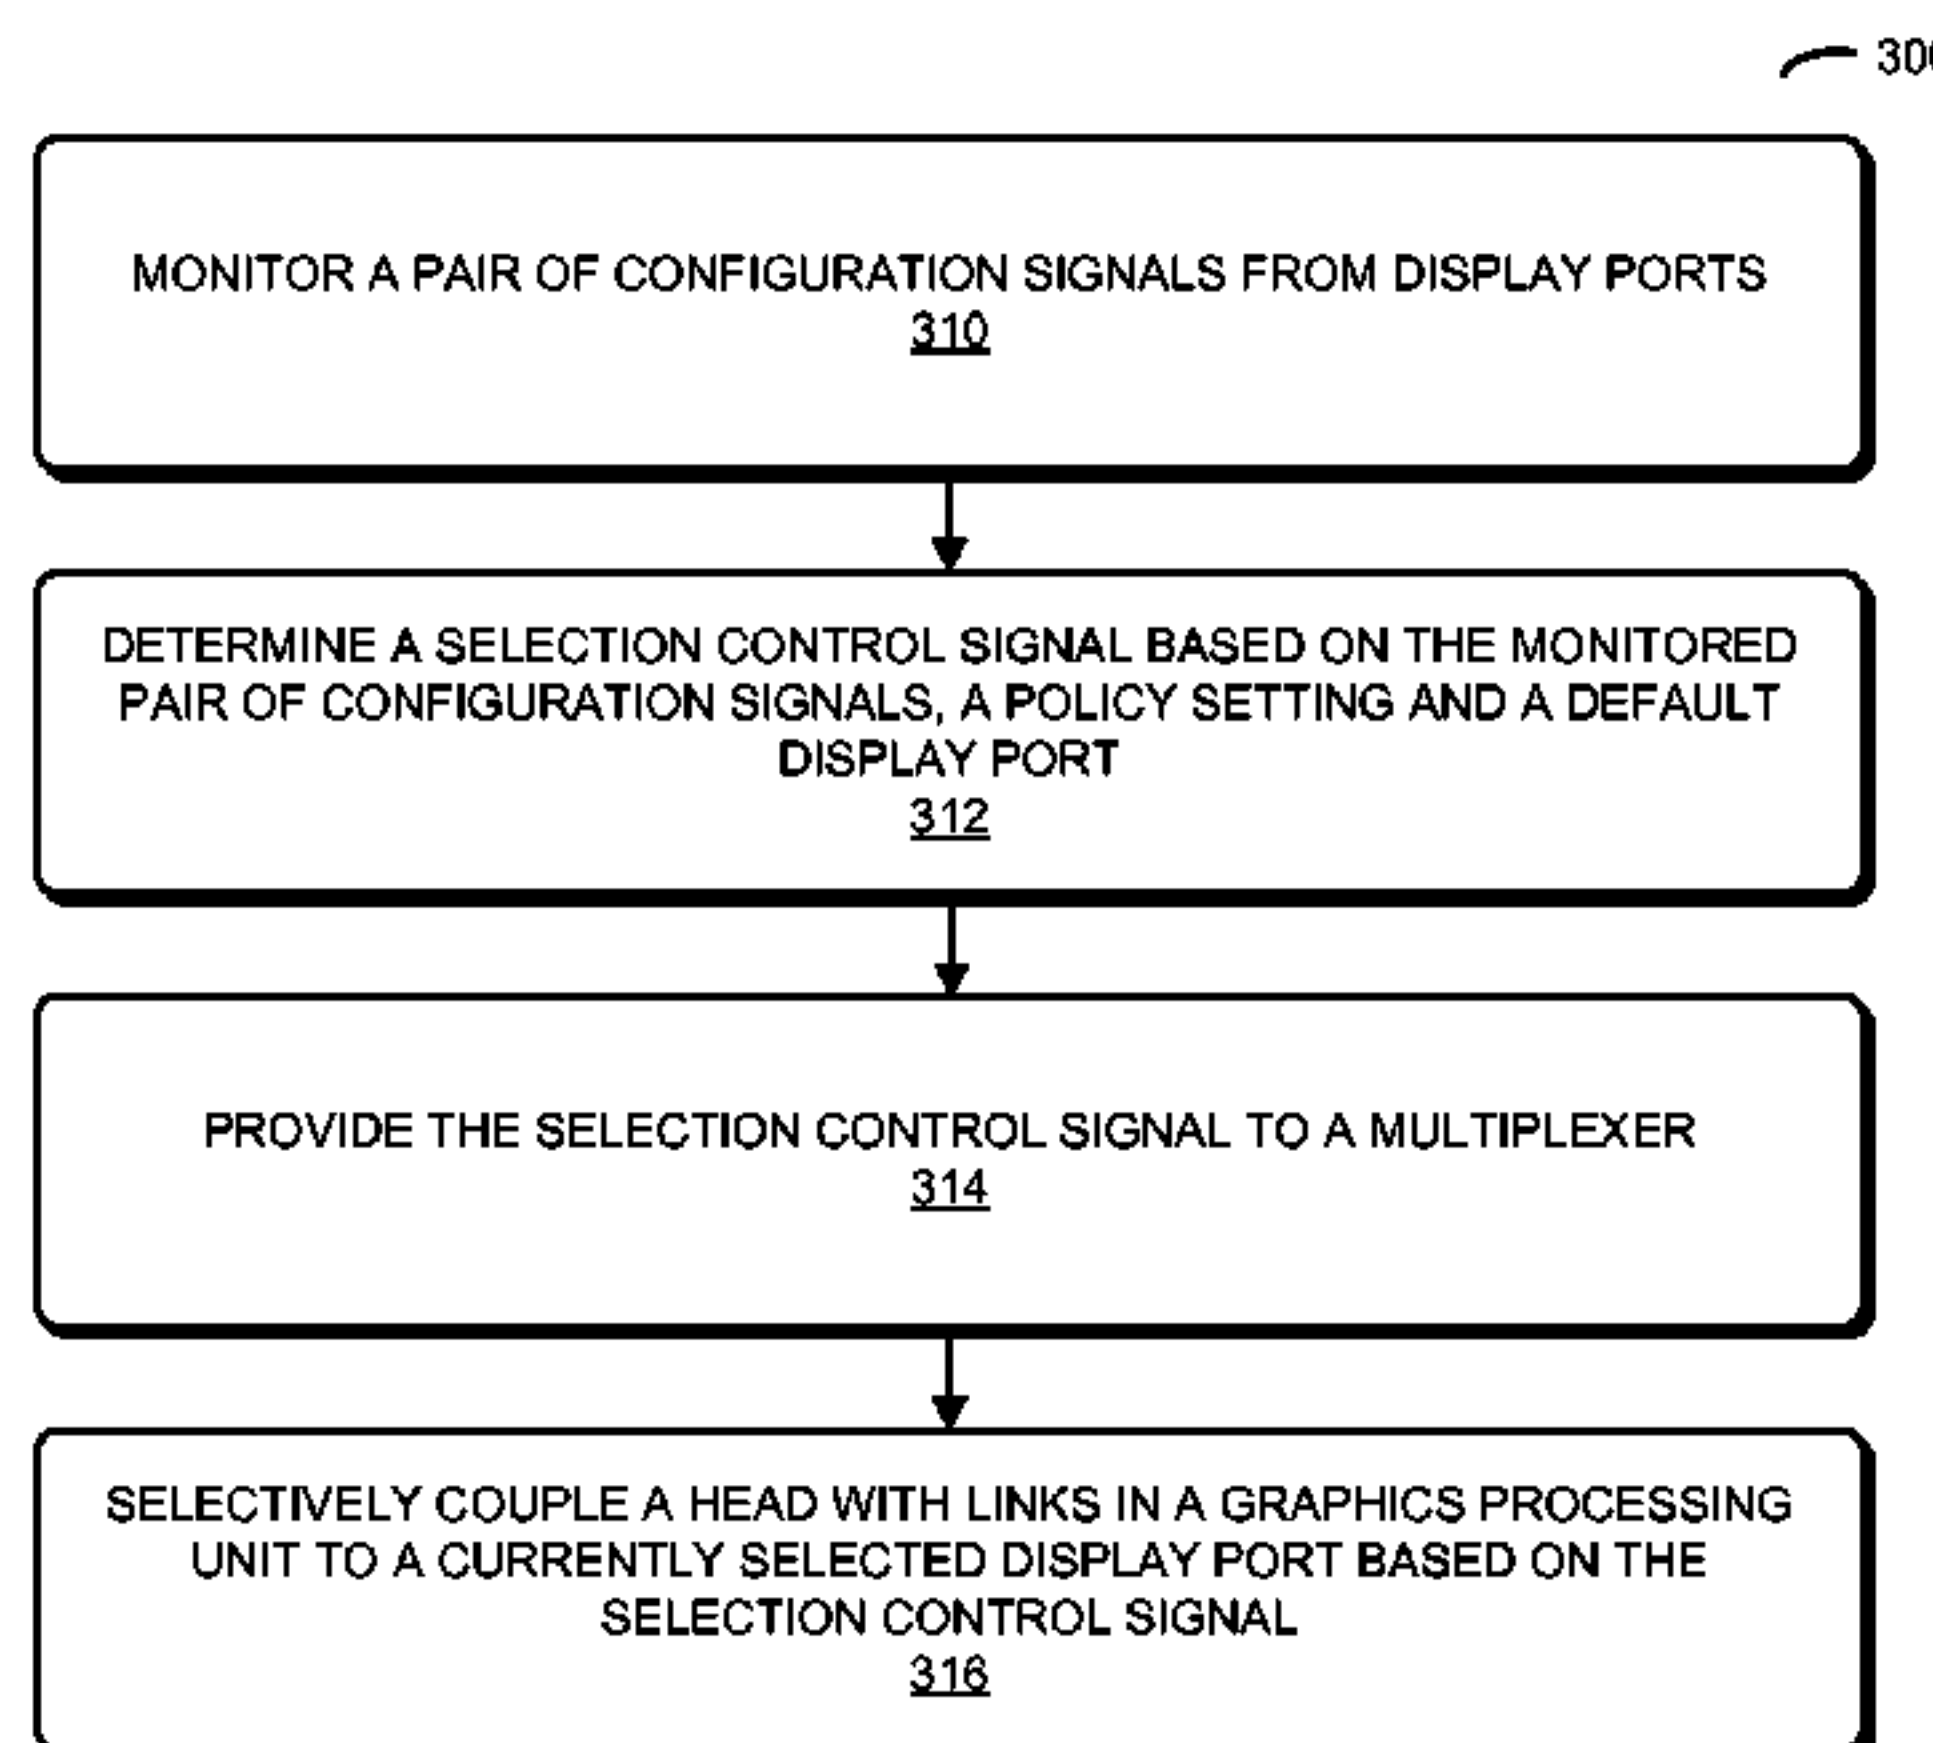 300
MONITOR A PAIR OF CONFIGURATION SIGNALS FROM DISPLAY PORTS
310
DETERMINE A SELECTION CONTROL SIGNAL BASED ON THE MONITORED
PAIR OF CONFIGURATION SIGNALS, A POLICY SETTING AND A DEFAULT
DISPLAY PORT
312
PROVIDE THE SELECTION CONTROL SIGNAL TO A MULTIPLEXER
314
SELECTIVELY COUPLE A HEAD WITH LINKS IN A GRAPHICS PROCESSING
UNIT TO A CURRENTLY SELECTED DISPLAY PORT BASED ON THE
SELECTION CONTROL SIGNAL
316